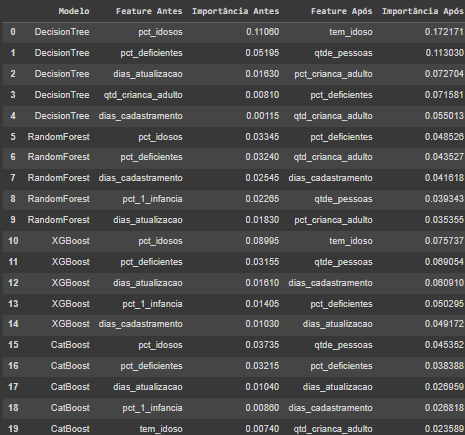 Modelo Feature Antes Importância Antes Feature Após Importância Após
0 DecisionTree pct_idosos 0.11060 tem_idoso 0.172171
1 DecisionTree pct_deficientes 0.05195 qtde_pessoas 0.113030
2 DecisionTree dias_atualizacao 0.01630 pct_crianca_adulto 0.072704
3 DecisionTree qtd_crianca_adulto 0.00810 pct_deficientes 0.071581
4 DecisionTree dias_cadastramento 0.00115 qtd_crianca_adulto 0.055013
5 RandomForest pct_idosos 0.03345 pct_deficientes 0.048526
6 RandomForest pct_deficientes 0.03240 qtd_crianca_adulto 0.043527
7 RandomForest dias_cadastramento 0.02545 dias_cadastramento 0.041618
8 RandomForest pct_1_infancia 0.02265 qtde_pessoas 0.039343
9 RandomForest dias_atualizacao 0.01830 pct_crianca_adulto 0.035355
10 XGBoost pct_idosos 0.08995 tem_idoso 0.075737
11 XGBoost pct_deficientes 0.03155 qtde_pessoas 0.069054
12 XGBoost dias_atualizacao 0.01610 dias_cadastramento 0.060910
13 XGBoost pct_1_infancia 0.01405 pct_deficientes 0.050295
14 XGBoost dias_cadastramento 0.01030 dias_atualizacao 0.049172
15 CatBoost pct_idosos 0.03735 qtde_pessoas 0.045352
16 CatBoost pct_deficientes 0.03215 pct_deficientes 0.038388
17 CatBoost dias_atualizacao 0.01040 dias_atualizacao 0.026959
18 CatBoost pct_1_infancia 0.00860 dias_cadastramento 0.026818
19 CatBoost tem_idoso 0.00740 qtd_crianca_adulto 0.023589